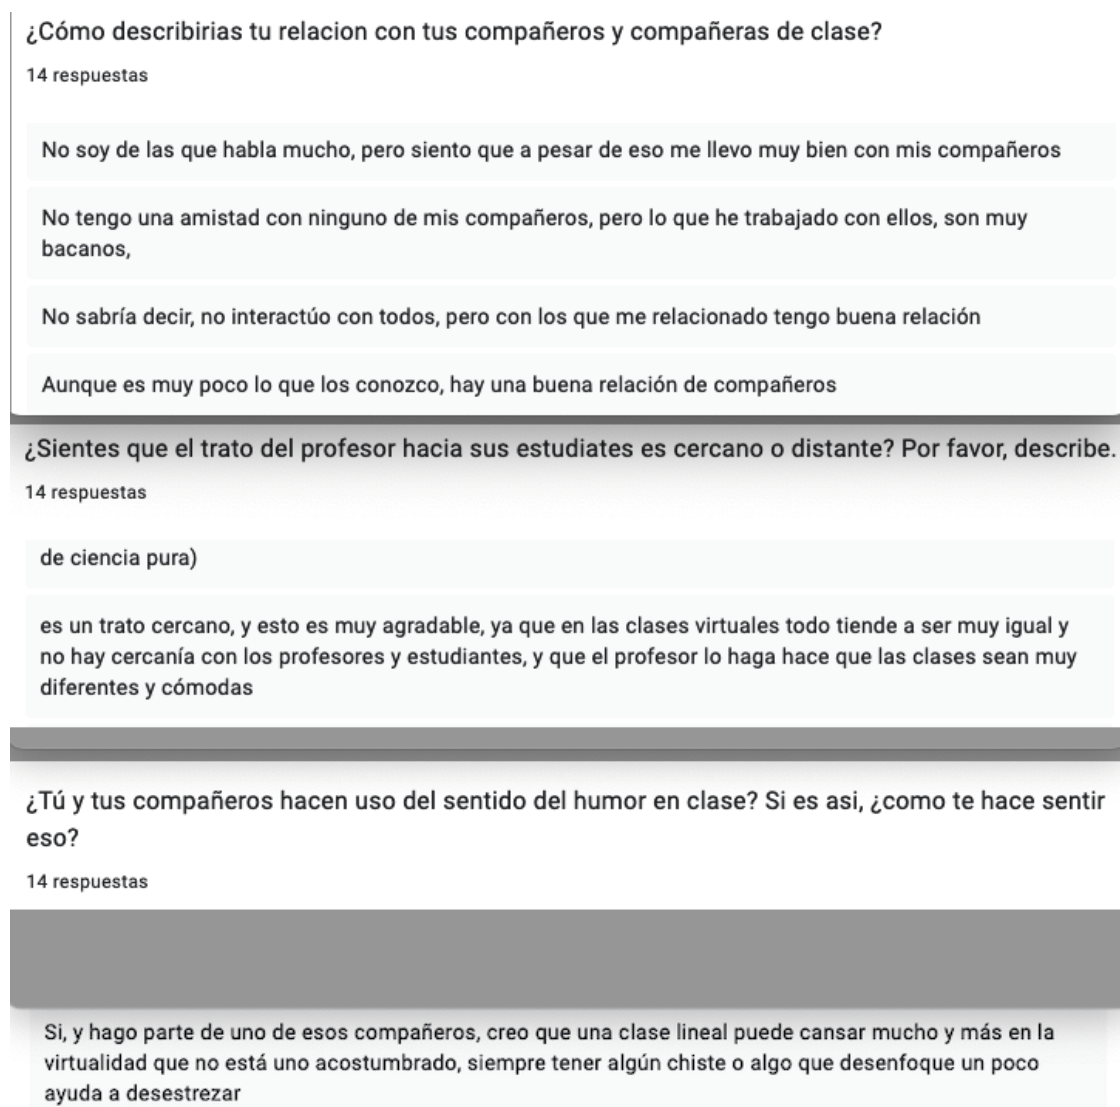 ¿Cómo describirias tu relacion con tus compañeros y compañeras de clase?
14 respuestas
No soy de las que habla mucho, pero siento que a pesar de eso me llevo muy bien con mis compañeros
No tengo una amistad con ninguno de mis compañeros, pero lo que he trabajado con ellos, son muy
bacanos,
No sabría decir, no interactúo con todos, pero con los que me relacionado tengo buena relación
Aunque es muy poco lo que los conozco, hay una buena relación de compañeros
¿Sientes que el trato del profesor hacia sus estudiates es cercano o distante? Por favor, describe.
14 respuestas
de ciencia pura)
es un trato cercano, y esto es muy agradable, ya que en las clases virtuales todo tiende a ser muy igual y
no hay cercanía con los profesores y estudiantes, y que el profesor lo haga hace que las clases sean muy
diferentes y cómodas
¿Tú y tus compañeros hacen uso del sentido del humor en clase? Si es asi, ¿como te hace sentir
eso?
14 respuestas
Si, y hago parte de uno de esos compañeros, creo que una clase lineal puede cansar mucho y más en la
virtualidad que no está uno acostumbrado, siempre tener algún chiste o algo que desenfoque un poco
ayuda a desestrezar